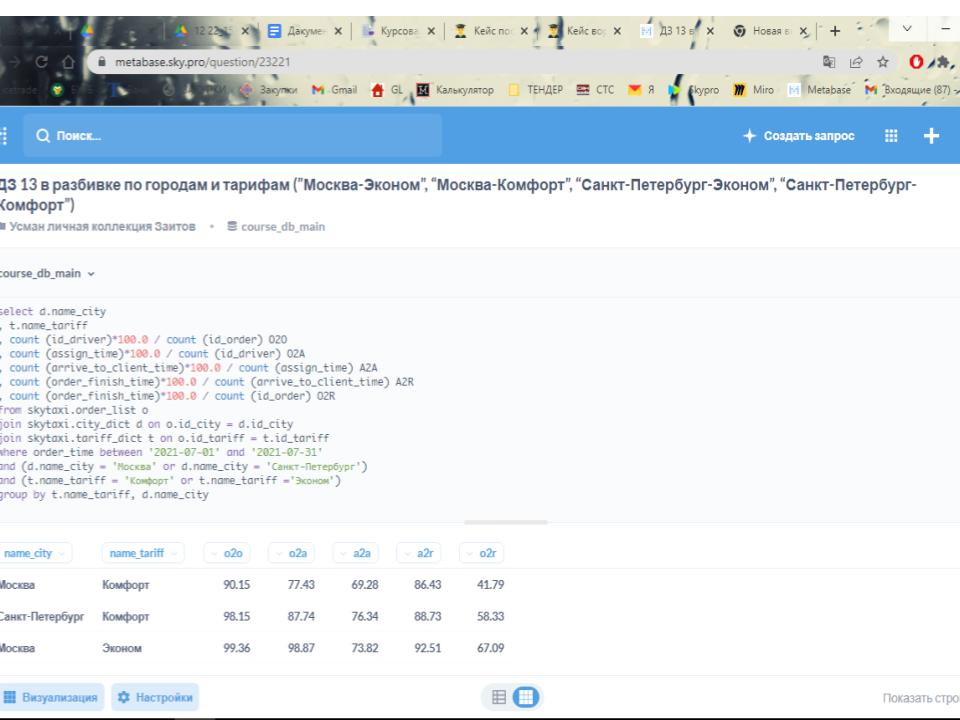 12 22_15
Дакумен
Курсова
Кейс пос
Кейс вор
ДЗ 13 в
Новая в
metabase.sky.pro/question/23221
Закупки
Gmail
GL
Калькулятор
ТЕНДЕР
СТС
Я
Skypro
Miro
Metabase
Входящие (87)
Поиск...
Создать запрос
ДЗ 13 в разбивке по городам и тарифам ("Москва-Эконом", "Москва-Комфорт", "Санкт-Петербург-Эконом", "Санкт-Петербург-
Комфорт")
Усман личная коллекция Заитов • course_db_main
course_db_main
select d.name_city
, t.name_tariff
, count (id_driver)*100.0 / count (id_order) O2O
, count (assign_time)*100.0 / count (id_driver) O2A
, count (arrive_to_client_time)*100.0 / count (assign_time) A2A
, count (order_finish_time)*100.0 / count (arrive_to_client_time) A2R
, count (order_finish_time)*100.0 / count (id_order) O2R
from skytaxi.order_list o
join skytaxi.city_dict d on o.id_city = d.id_city
join skytaxi.tariff_dict t on o.id_tariff = t.id_tariff
where order_time between '2021-07-01' and '2021-07-31'
and (d.name_city = 'Москва' or d.name_city = 'Санкт-Петербург')
and (t.name_tariff = 'Комфорт' or t.name_tariff ='Эконом')
group by t.name_tariff, d.name_city
name_city name_tariff o2o o2a a2a a2r o2r
Москва Комфорт 90.15 77.43 69.28 86.43 41.79
Санкт-Петербург Комфорт 98.15 87.74 76.34 88.73 58.33
Москва Эконом 99.36 98.87 73.82 92.51 67.09
Визуализация
Настройки
Показать стро